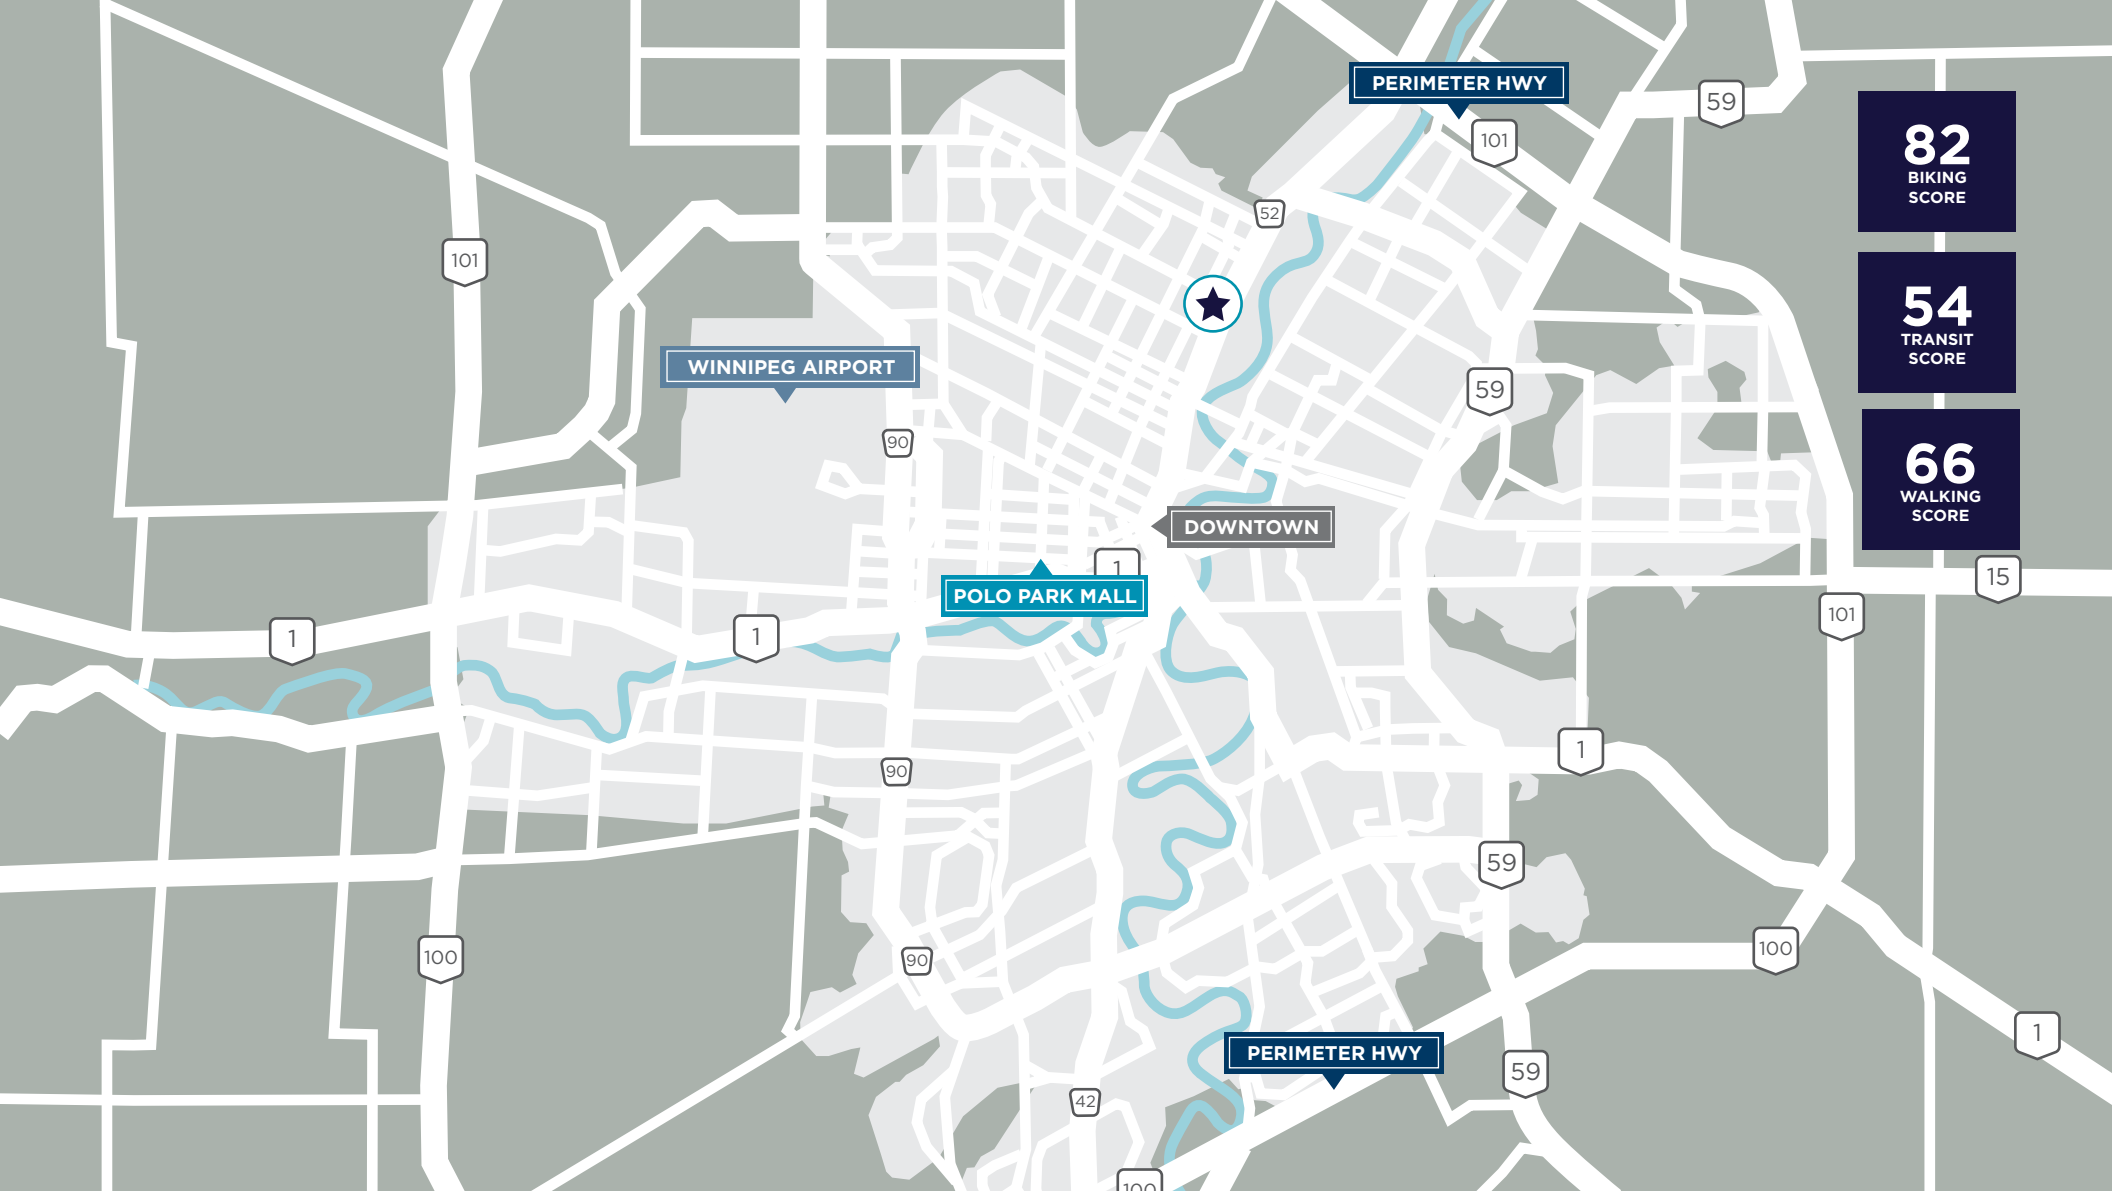 PERIMETER HWY
59
101
82
BIKING
SCORE
52
101
54
TRANSIT
SCORE
WINNIPEG AIRPORT
59
90
66
WALKING
SCORE
DOWNTOWN
1
POLO PARK MALL
15
101
1
1
1
90
59
90
100
100
1
PERIMETER HWY
59
42
100